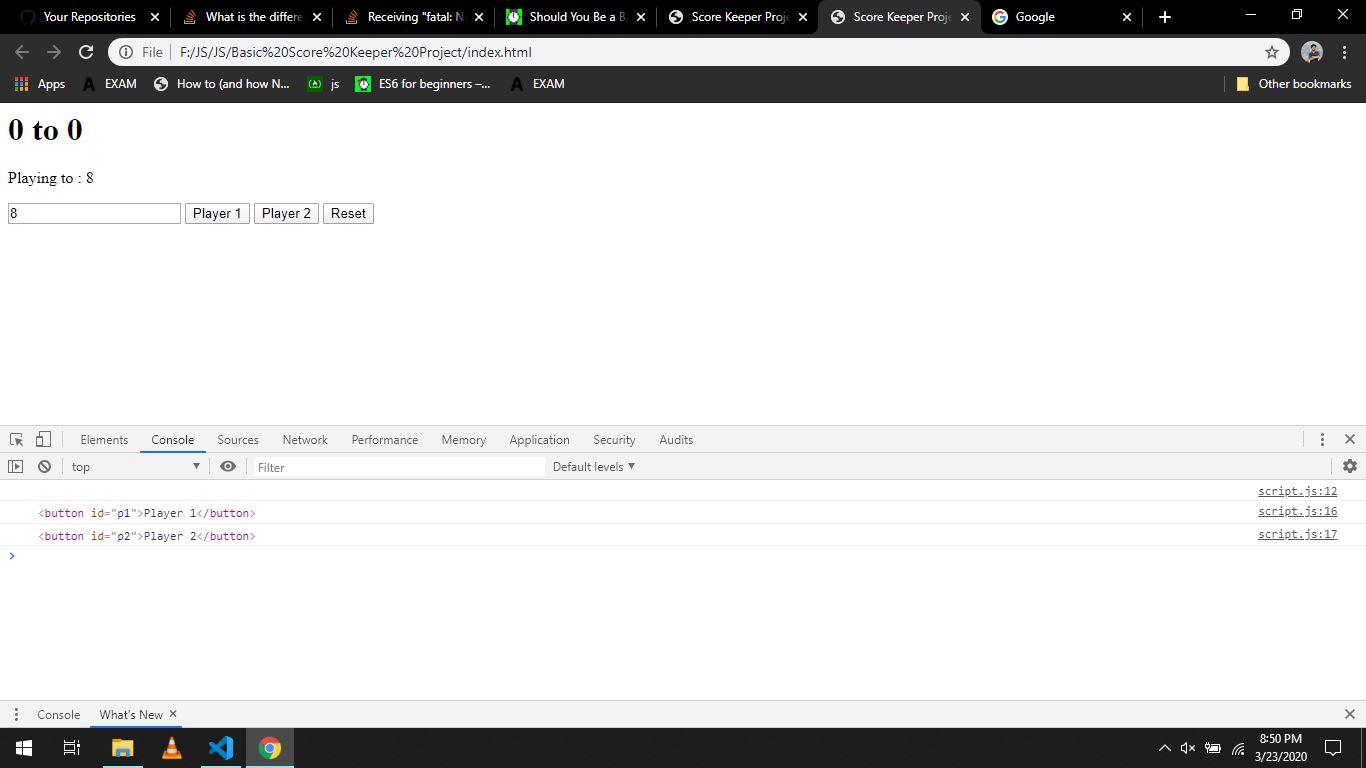 Your Repositories
What is the differe
Receiving "fatal: N
Should You Be a B
Score Keeper Proj
Score Keeper Proj
Google
File F:/JS/JS/Basic%20Score%20Keeper%20Project/index.html
Apps EXAM How to (and how N... js ES6 for beginners –... EXAM Other bookmarks
0 to 0
Playing to : 8
8 Player 1 Player 2 Reset
Elements Console Sources Network Performance Memory Application Security Audits
top Filter Default levels
script.js:12
<button id="p1">Player 1</button> script.js:16
<button id="p2">Player 2</button> script.js:17
Console What's New
8:50 PM
3/23/2020